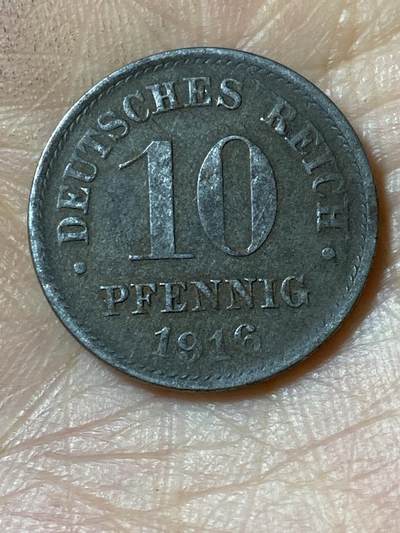 DEUTSCHES REICH
10
PFENNIG
1916